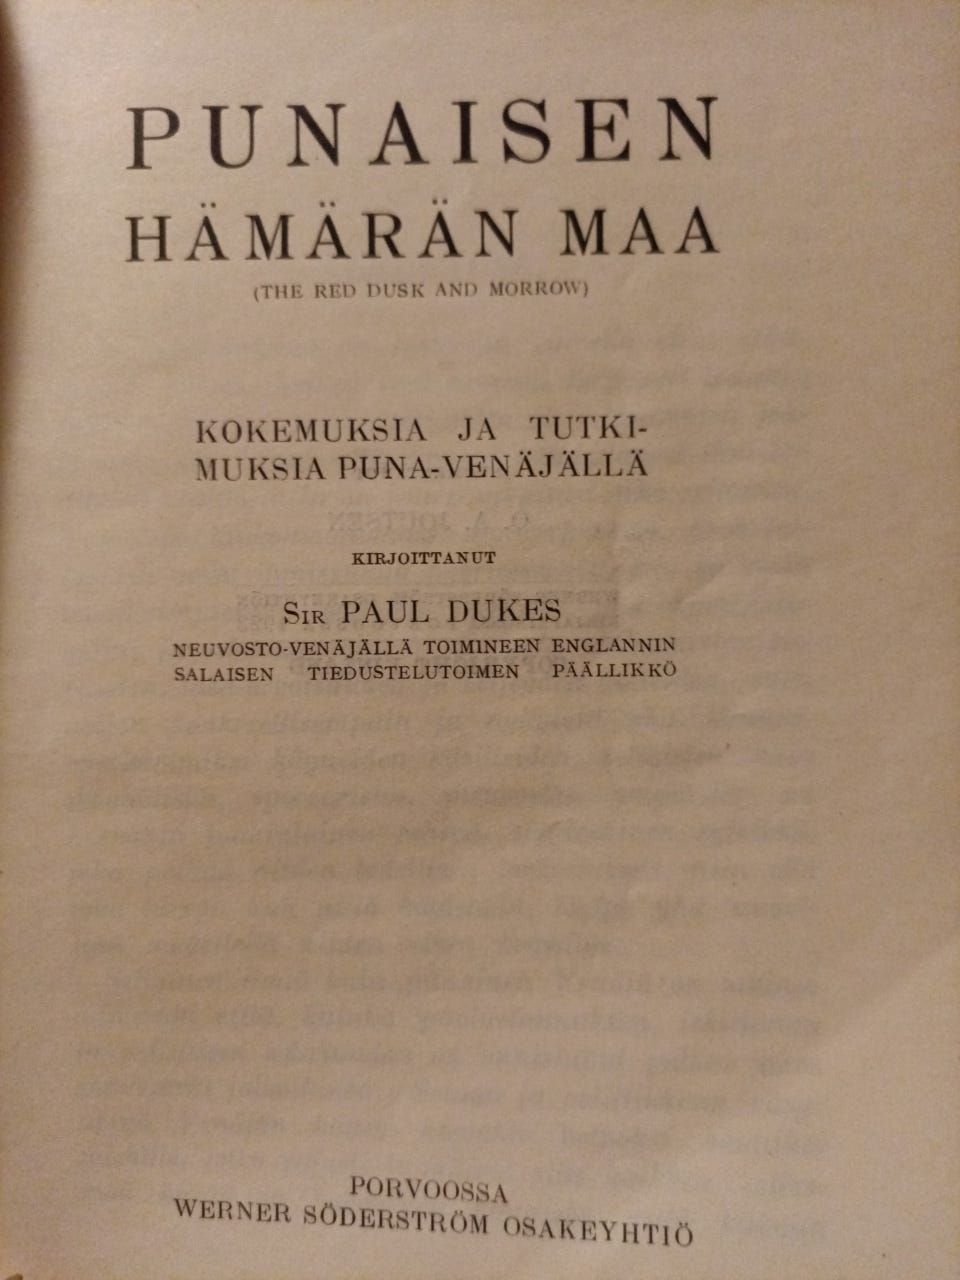 PUNAISEN
HÄMÄRÄN MAA
(THE RED DUSK AND MORROW)
KOKEMUKSIA JA TUTKI-
MUKSIA PUNA-VENÄJÄLLÄ
KIRJOITTANUT
SIR PAUL DUKES
NEUVOSTO-VENÄJÄLLÄ TOIMINEEN ENGLANNIN
SALAISEN TIEDUSTELUTOIMEN PÄÄLLIKKÖ
PORVOOSSA
WERNER SÖDERSTRÖM OSAKEYHTIÖ